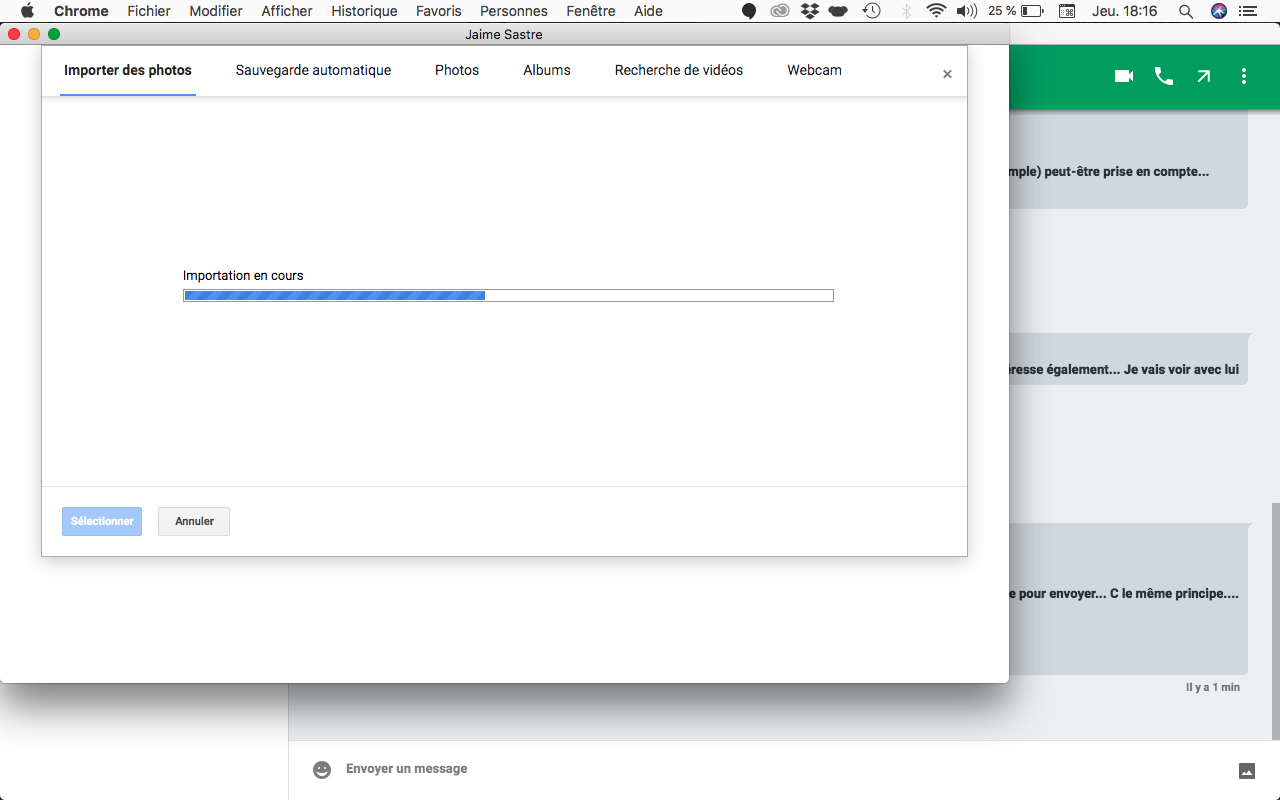 Chrome Fichier Modifier Afficher Historique Favoris Personnes Fenêtre Aide 25 % Jeu. 18:16
Jaime Sastre
Importer des photos Sauvegarde automatique Photos Albums Recherche de vidéos Webcam
mple) peut-être prise en compte...
Importation en cours
éresse également... Je vais voir avec lui
Sélectionner Annuler
e pour envoyer... C le même principe....
Il y a 1 min
Envoyer un message